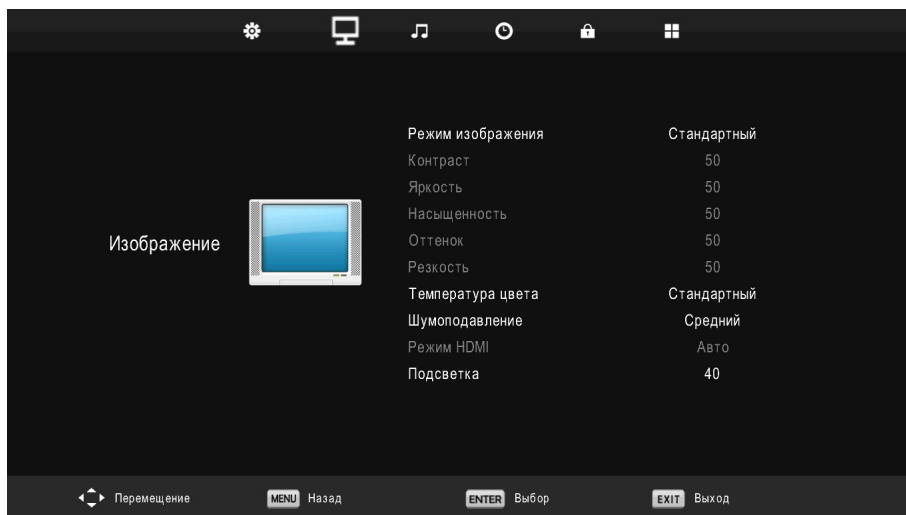 Режим изображения Стандартный
Контраст 50
Яркость 50
Насыщенность 50
Изображение
Оттенок 50
Резкость 50
Температура цвета Стандартный
Шумоподавление Средний
Режим HDMI Авто
Подсветка 40
Перемещение MENU Назад ENTER Выбор EXIT Выход